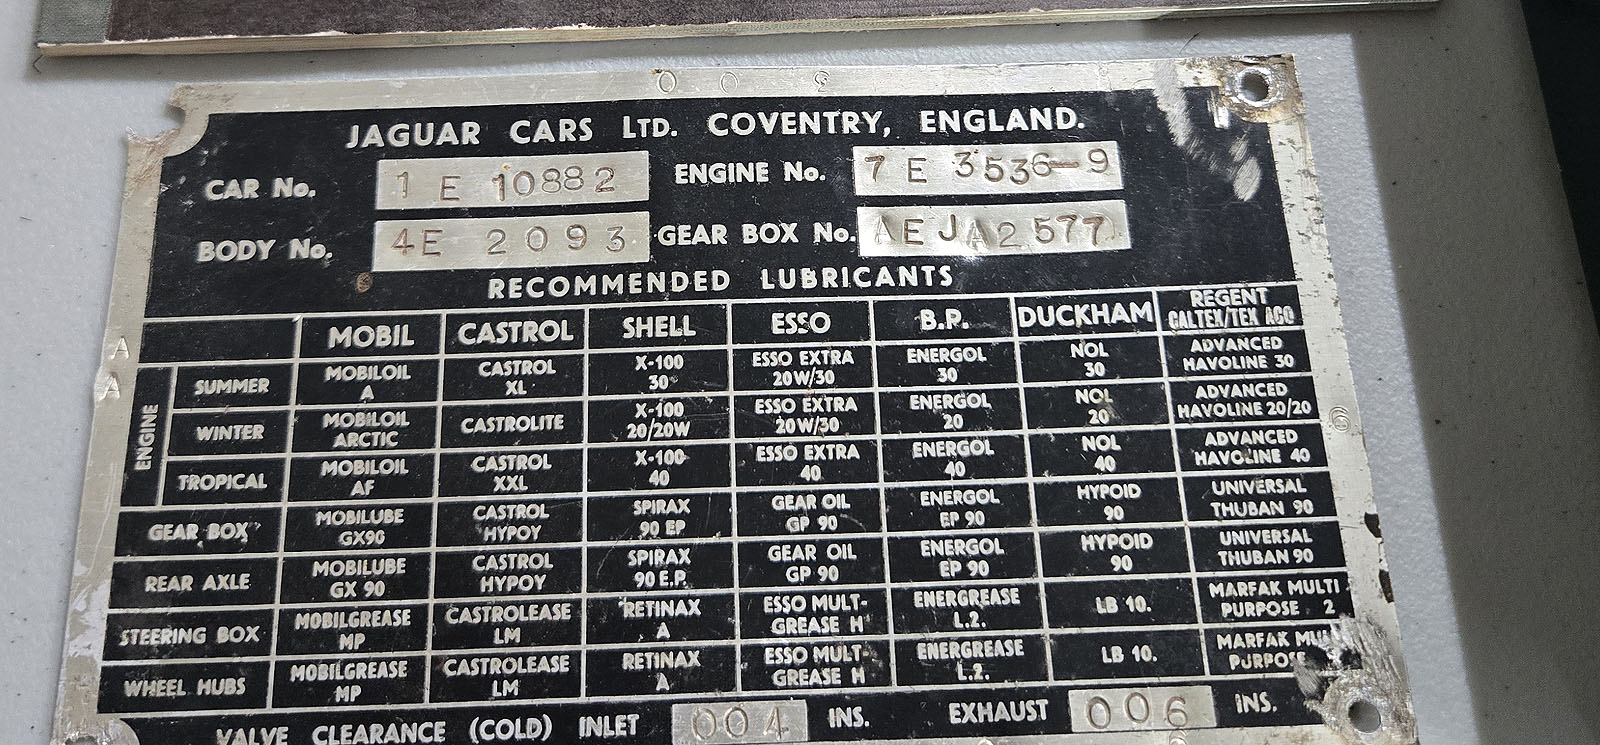 0 0 3
JAGUAR CARS LTD. COVENTRY, ENGLAND.
CAR No. 1 E 10882 ENGINE No. 7 E 3536-9
BODY No. 4E 2093 GEAR BOX No. AEJA2577
RECOMMENDED LUBRICANTS
MOBIL CASTROL SHELL ESSO B.P. DUCKHAM REGENT CALTEX/TEXACO
ENGINE
SUMMER MOBILOIL A CASTROL XL X-100 30 ESSO EXTRA 20W/30 ENERGOL 30 NOL 30 ADVANCED HAVOLINE 30
WINTER MOBILOIL ARCTIC CASTROLITE X-100 20/20W ESSO EXTRA 20W/30 ENERGOL 20 NOL 20 ADVANCED HAVOLINE 20/20
TROPICAL MOBILOIL AF CASTROL XXL X-100 40 ESSO EXTRA 40 ENERGOL 40 NOL 40 ADVANCED HAVOLINE 40
GEAR BOX MOBILUBE GX90 CASTROL HYPOY SPIRAX 90 EP GEAR OIL GP 90 ENERGOL EP 90 HYPOID 90 UNIVERSAL THUBAN 90
REAR AXLE MOBILUBE GX 90 CASTROL HYPOY SPIRAX 90 E.P. GEAR OIL GP 90 ENERGOL EP 90 HYPOID 90 UNIVERSAL THUBAN 90
STEERING BOX MOBILGREASE MP CASTROLEASE LM RETINAX A ESSO MULT-GREASE H ENERGREASE L.2. LB 10. MARFAK MULTI PURPOSE 2
WHEEL HUBS MOBILGREASE MP CASTROLEASE LM RETINAX A ESSO MULT-GREASE H ENERGREASE L.2. LB 10. MARFAK PURPOSE
VALVE CLEARANCE (COLD) INLET 004 INS. EXHAUST 006 INS.
A
A
6